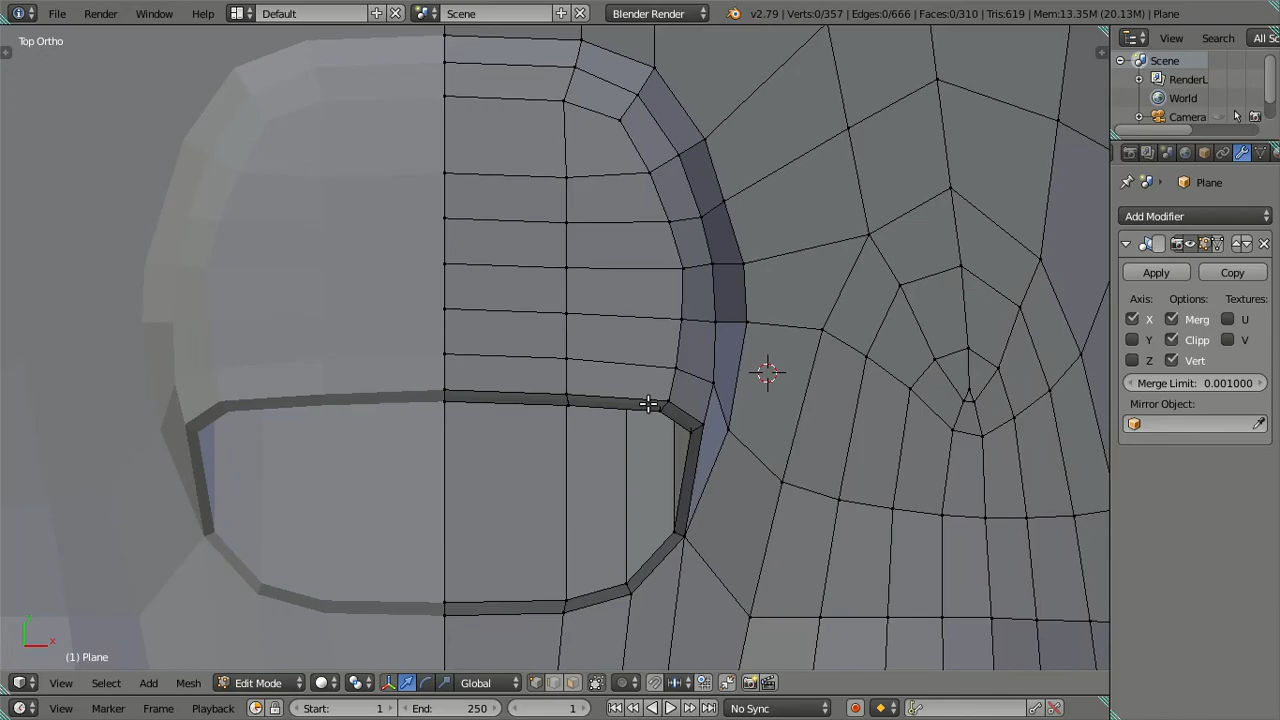 File Render Window Help Default Scene Blender Render v2.79 | Verts:0/357 | Edges:0/666 | Faces:0/310 | Tris:619 | Mem:13.35M (20.13M) | Plane
Top Ortho
View Search All Sc
Scene
RenderL
World
Camera
Plane
Add Modifier
Apply Copy
Axis: Options: Textures:
X Merg U
Y Clipp V
Z Vert
Merge Limit: 0.001000
Mirror Object:
y
x
(1) Plane
View Select Add Mesh Edit Mode Global
View Marker Frame Playback Start: 1 End: 250 1 No Sync